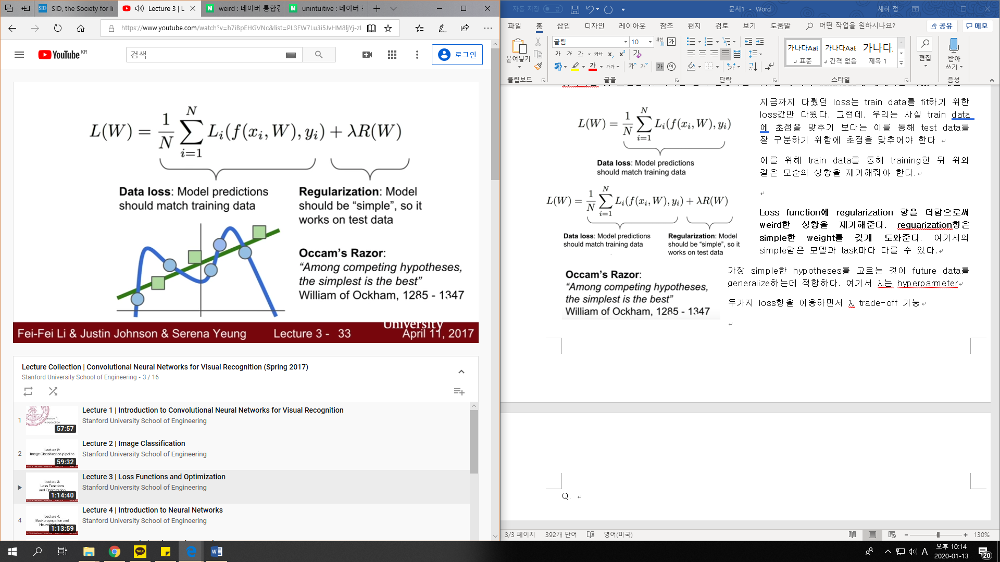 SID, the Society for I
Lecture 3 | L
weird : 네이버 통합
unintuitive : 네이버
https://www.youtube.com/watch?v=h7iBpEHGVNc&list=PL3FW7Lu3i5JvHM8ljYj-zL
YouTube KR
검색
로그인
L(W) = \frac{1}{N} \sum_{i=1}^{N} L_i(f(x_i, W), y_i) + λR(W)
Data loss: Model predictions
should match training data
Regularization: Model
should be “simple”, so it
works on test data
Occam’s Razor:
“Among competing hypotheses,
the simplest is the best”
William of Ockham, 1285 - 1347
University
Fei-Fei Li & Justin Johnson & Serena Yeung Lecture 3 - 33 April 11, 2017
Lecture Collection | Convolutional Neural Networks for Visual Recognition (Spring 2017)
Stanford University School of Engineering - 3 / 16
1 57:57 Lecture 1 | Introduction to Convolutional Neural Networks for Visual Recognition
Stanford University School of Engineering
2 Lecture 2: Image Classification pipeline 59:32 Lecture 2 | Image Classification
Stanford University School of Engineering
Lecture 3: Loss Functions and Optimization 1:14:40 Lecture 3 | Loss Functions and Optimization
Stanford University School of Engineering
4 Lecture 4: Backpropagation and 1:13:59 Lecture 4 | Introduction to Neural Networks
Stanford University School of Engineering
자동 저장
문서1 - Word
새하 정
파일 홈 삽입 디자인 레이아웃 참조 편지 검토 보기 도움말 어떤 작업을 원하시나요? 공유 메모
붙여넣기
굴림 10
가나다AaB 가나다AaB 가나다
표준 간격 없음 제목 1
편집
받아
쓰기
클립보드 글꼴 단락 스타일 음성
L(W) = \frac{1}{N} \sum_{i=1}^{N} L_i(f(x_i, W), y_i)
Data loss: Model predictions
should match training data
L(W) = \frac{1}{N} \sum_{i=1}^{N} L_i(f(x_i, W), y_i) + λR(W)
Data loss: Model predictions
should match training data
Regularization: Model
should be “simple”, so it
works on test data
Occam’s Razor:
“Among competing hypotheses,
the simplest is the best”
William of Ockham, 1285 - 1347
지금까지 다뤘던 loss는 train data를 fit하기 위한
loss값만 다뤘다. 그런데, 우리는 사실 train data
에 초점을 맞추기 보다는 이를 통해 test data를
잘 구분하기 위함에 초점을 맞추어야 한다
이를 위해 train data를 통해 training한 뒤 위와
같은 모순의 상황을 제거해줘야 한다.
Loss function에 regularization 항을 더함으로써
weird한 상황을 제거해준다. reguarization항은
simple한 weight를 갖게 도와준다. 여기서의
simple함은 모델과 task마다 다를 수 있다.
가장 simple한 hypotheses를 고르는 것이 future data를
generalize하는데 적합하다. 여기서 λ는 hyperparmeter
두가지 loss항을 이용하면서 λ trade-off 기능
Q.
3/3 페이지 392개 단어 영어(미국) 130%
TALK
A
오후 10:14
2020-01-13
20